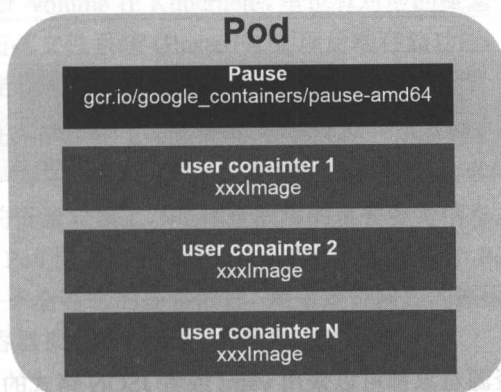 Pod
Pause
gcr.io/google_containers/pause-amd64
user conainter 1
xxxImage
user conainter 2
xxxImage
user conainter N
xxxImage